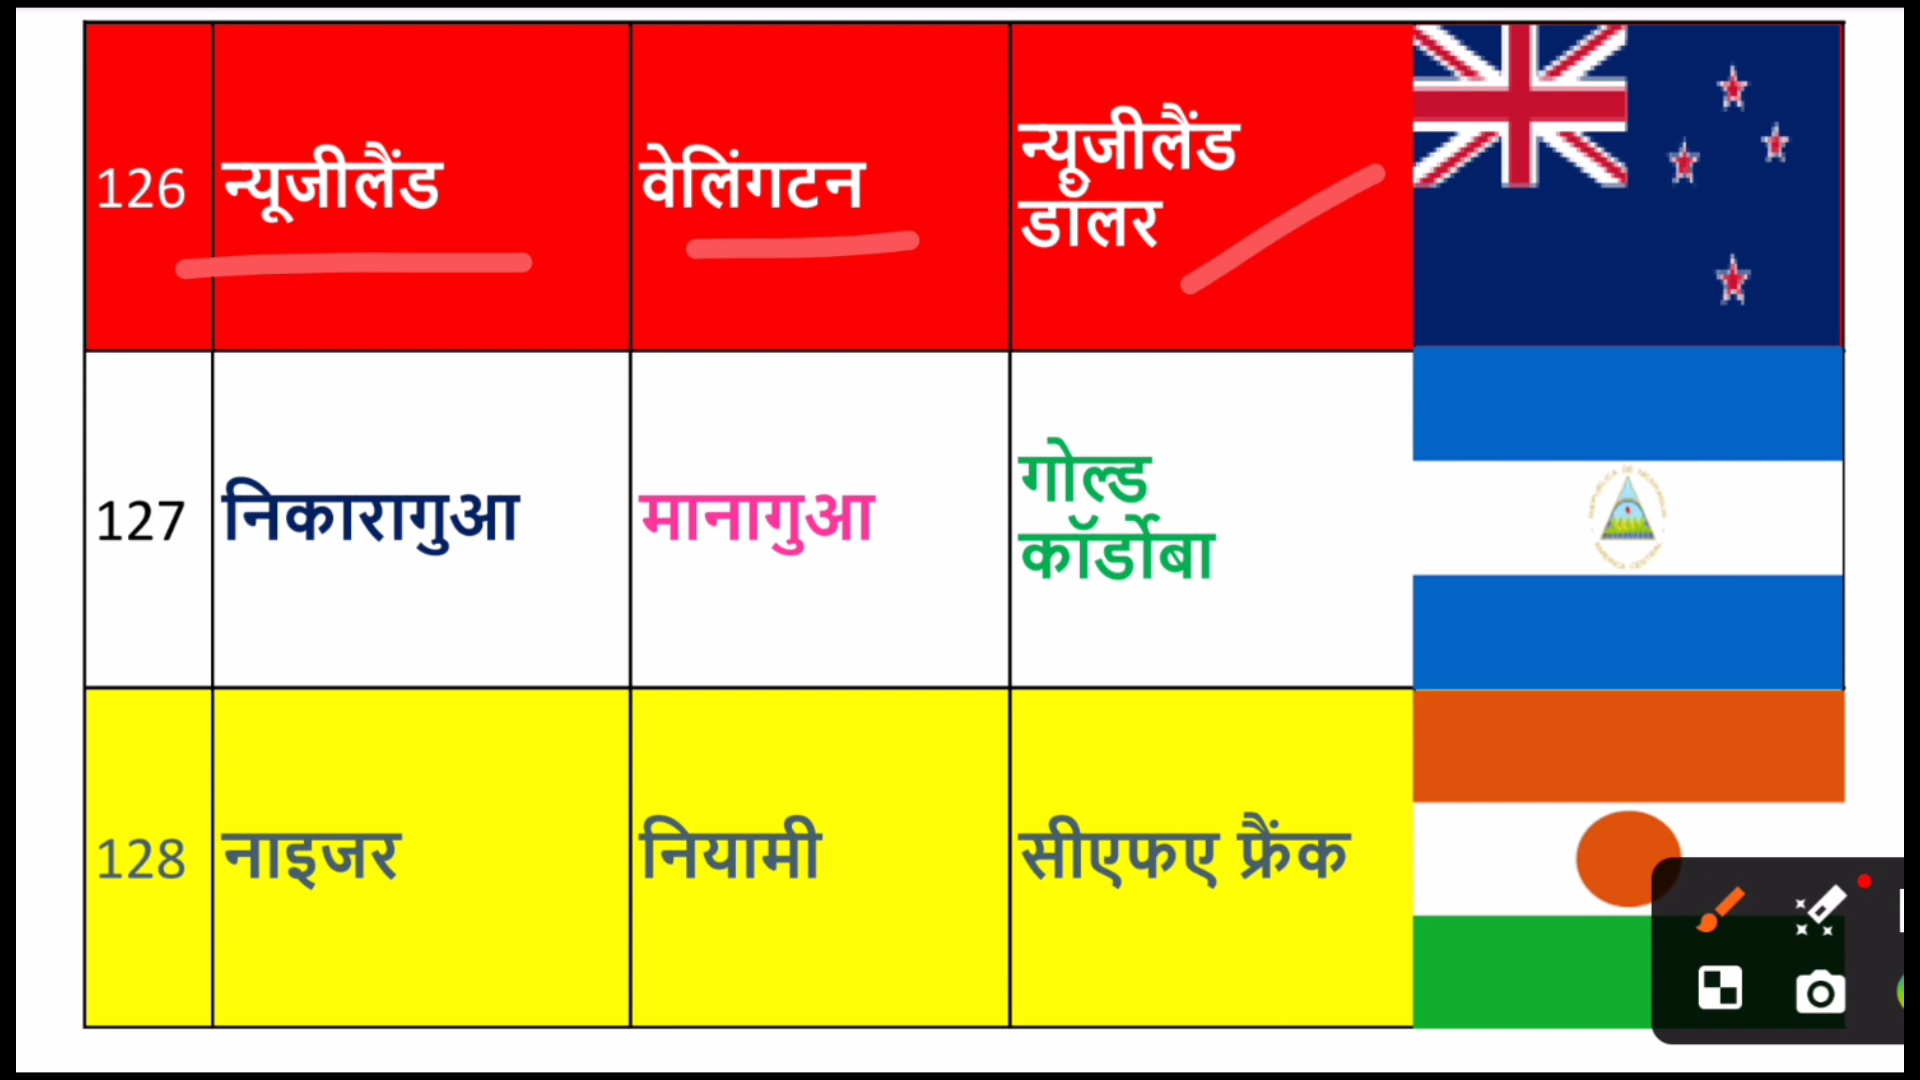 126 न्यूजीलैंड वेलिंगटन न्यूजीलैंड
डॉलर
127 निकारागुआ मानागुआ गोल्ड
कॉर्डोबा
128 नाइजर नियामी सीएफए फ्रैंक